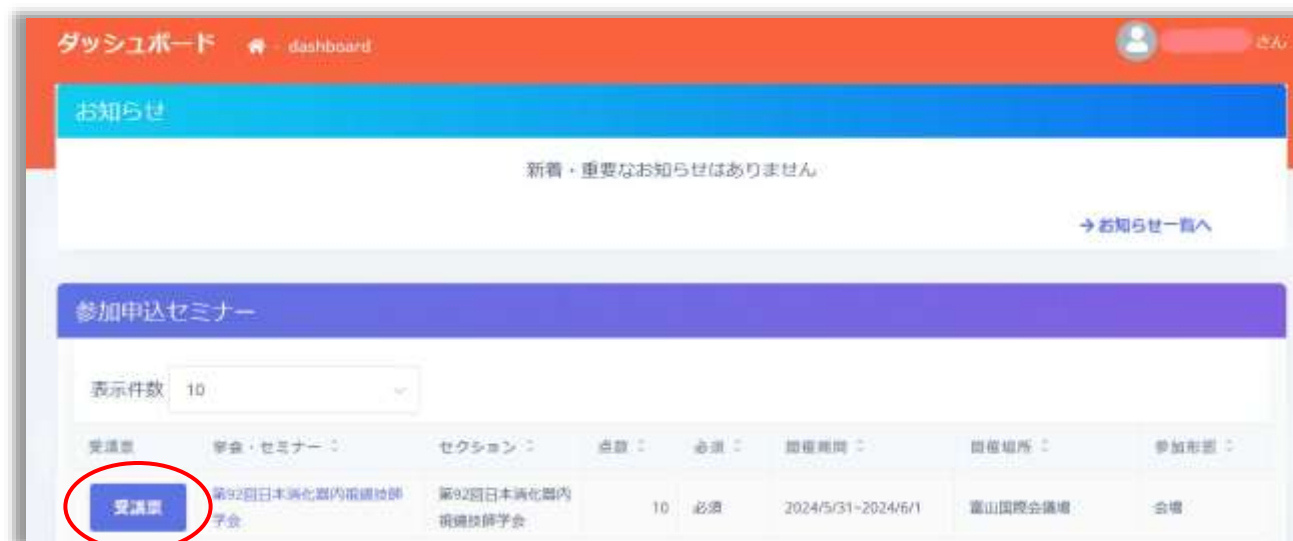 ダッシュボード dashboard さん
お知らせ
新着・重要なお知らせはありません
→お知らせ一覧へ
参加申込セミナー
表示件数 10
受講票 学会・セミナー セクション 点数 必須 開催期間 開催場所 参加形態
受講票 第92回日本消化器内視鏡技師 第92回日本消化器内 10 必須 2024/5/31~2024/6/1 富山国際会議場 会場
学会 視鏡技師学会